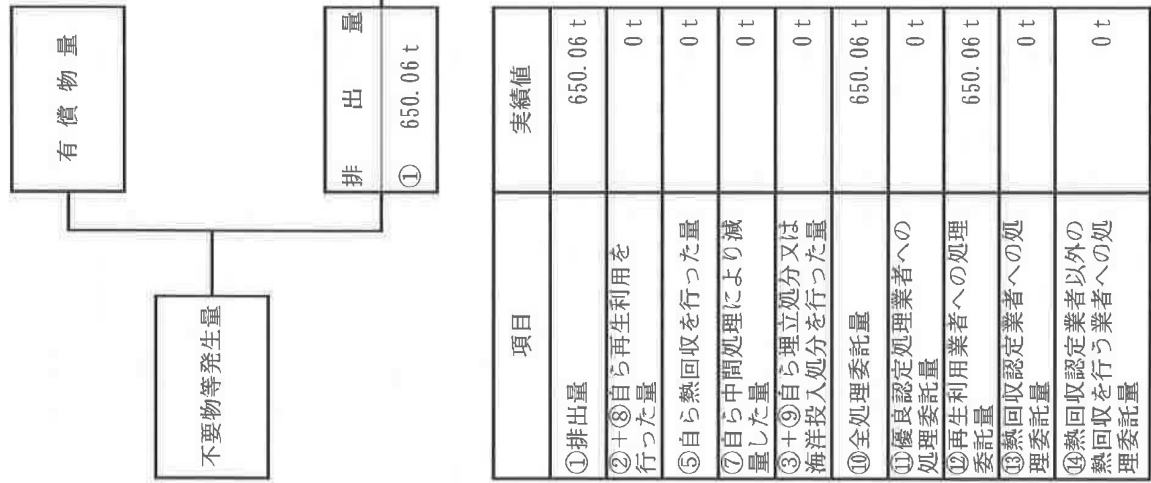 有償物量
不要物等発生量
排出量
① 650.06 t
項目 実績値
①排出量 650.06 t
②+⑧自ら再生利用を
行った量 0 t
⑤自ら熱回収を行った量 0 t
⑦自ら中間処理により減
量した量 0 t
③+⑨自ら埋立処分又は
海洋投入処分を行った量 0 t
⑩全処理委託量 650.06 t
⑪優良認定処理業者への
処理委託量 0 t
⑫再生利用業者への処理
委託量 650.06 t
⑬熱回収認定業者への処
理委託量 0 t
⑭熱回収認定業者以外の
熱回収を行う業者への処
理委託量 0 t